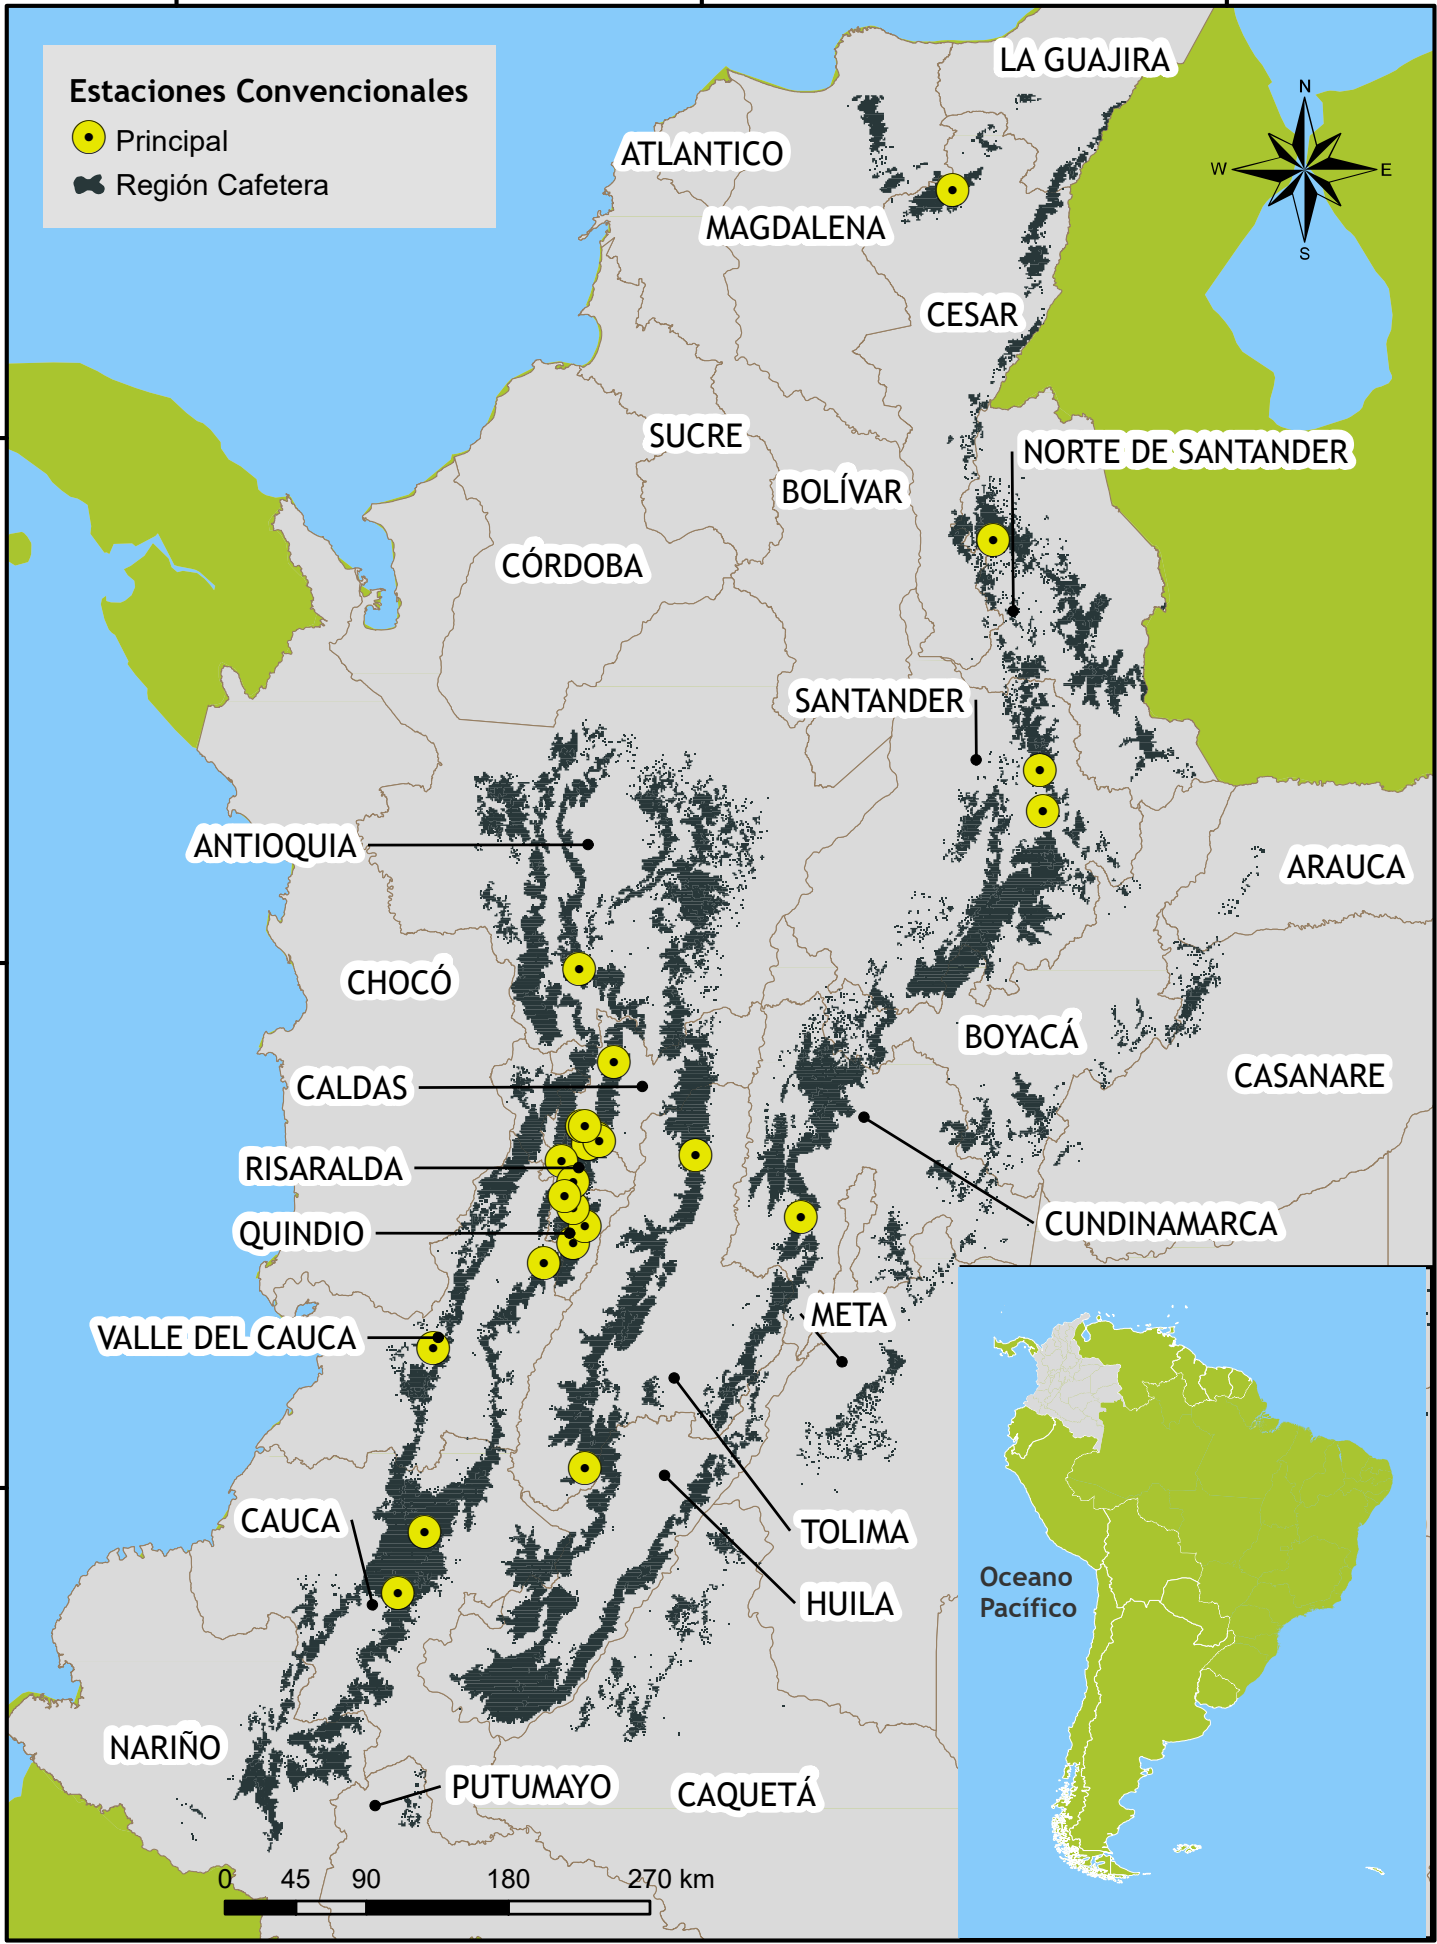 LA GUAJIRA
Estaciones Convencionales
Principal
Región Cafetera
N
W
E
S
ATLANTICO
MAGDALENA
CESAR
SUCRE
NORTE DE SANTANDER
BOLÍVAR
CÓRDOBA
SANTANDER
ANTIOQUIA
ARAUCA
CHOCÓ
BOYACÁ
CALDAS
CASANARE
RISARALDA
QUINDIO
CUNDINAMARCA
META
VALLE DEL CAUCA
CAUCA
TOLIMA
HUILA
Oceano
Pacífico
NARIÑO
PUTUMAYO
CAQUETÁ
0 45 90 180 270 km